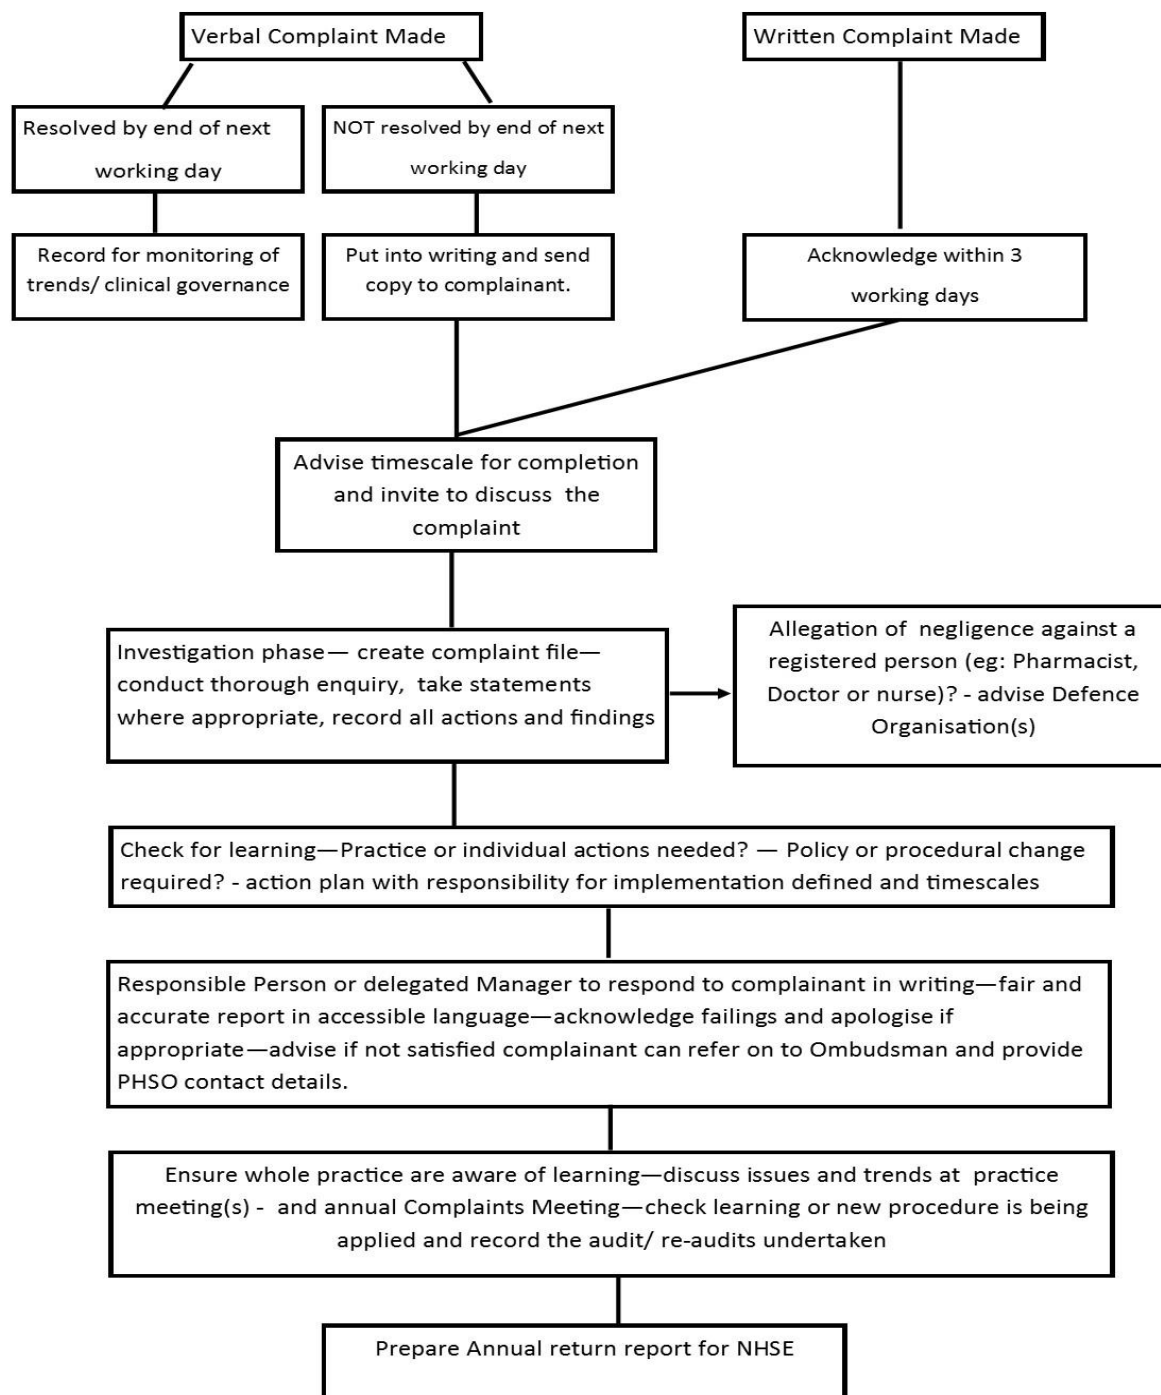 Verbal Complaint Made
Written Complaint Made
Resolved by end of next
working day
NOT resolved by end of next
working day
Record for monitoring of
trends/ clinical governance
Put into writing and send
copy to complainant.
Acknowledge within 3
working days
Advise timescale for completion
and invite to discuss the
complaint
Investigation phase— create complaint file—
conduct thorough enquiry, take statements
where appropriate, record all actions and findings
Allegation of negligence against a
registered person (eg: Pharmacist,
Doctor or nurse)? - advise Defence
Organisation(s)
Check for learning—Practice or individual actions needed? — Policy or procedural change
required? - action plan with responsibility for implementation defined and timescales
Responsible Person or delegated Manager to respond to complainant in writing—fair and
accurate report in accessible language—acknowledge failings and apologise if
appropriate—advise if not satisfied complainant can refer on to Ombudsman and provide
PHSO contact details.
Ensure whole practice are aware of learning—discuss issues and trends at practice
meeting(s) - and annual Complaints Meeting—check learning or new procedure is being
applied and record the audit/ re-audits undertaken
Prepare Annual return report for NHSE